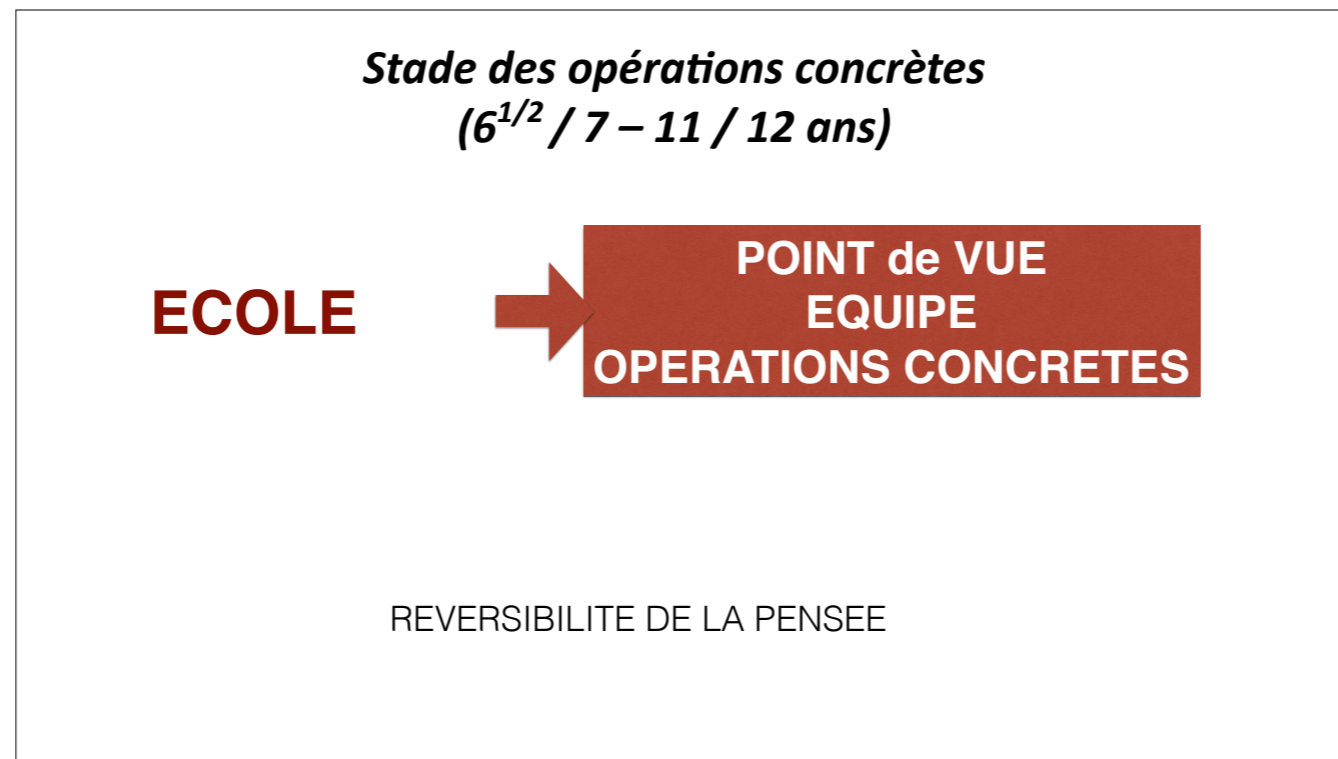 Stade des opérations concrètes
(6^1/2 / 7 – 11 / 12 ans)
ECOLE
POINT de VUE
EQUIPE
OPERATIONS CONCRETES
REVERSIBILITE DE LA PENSEE